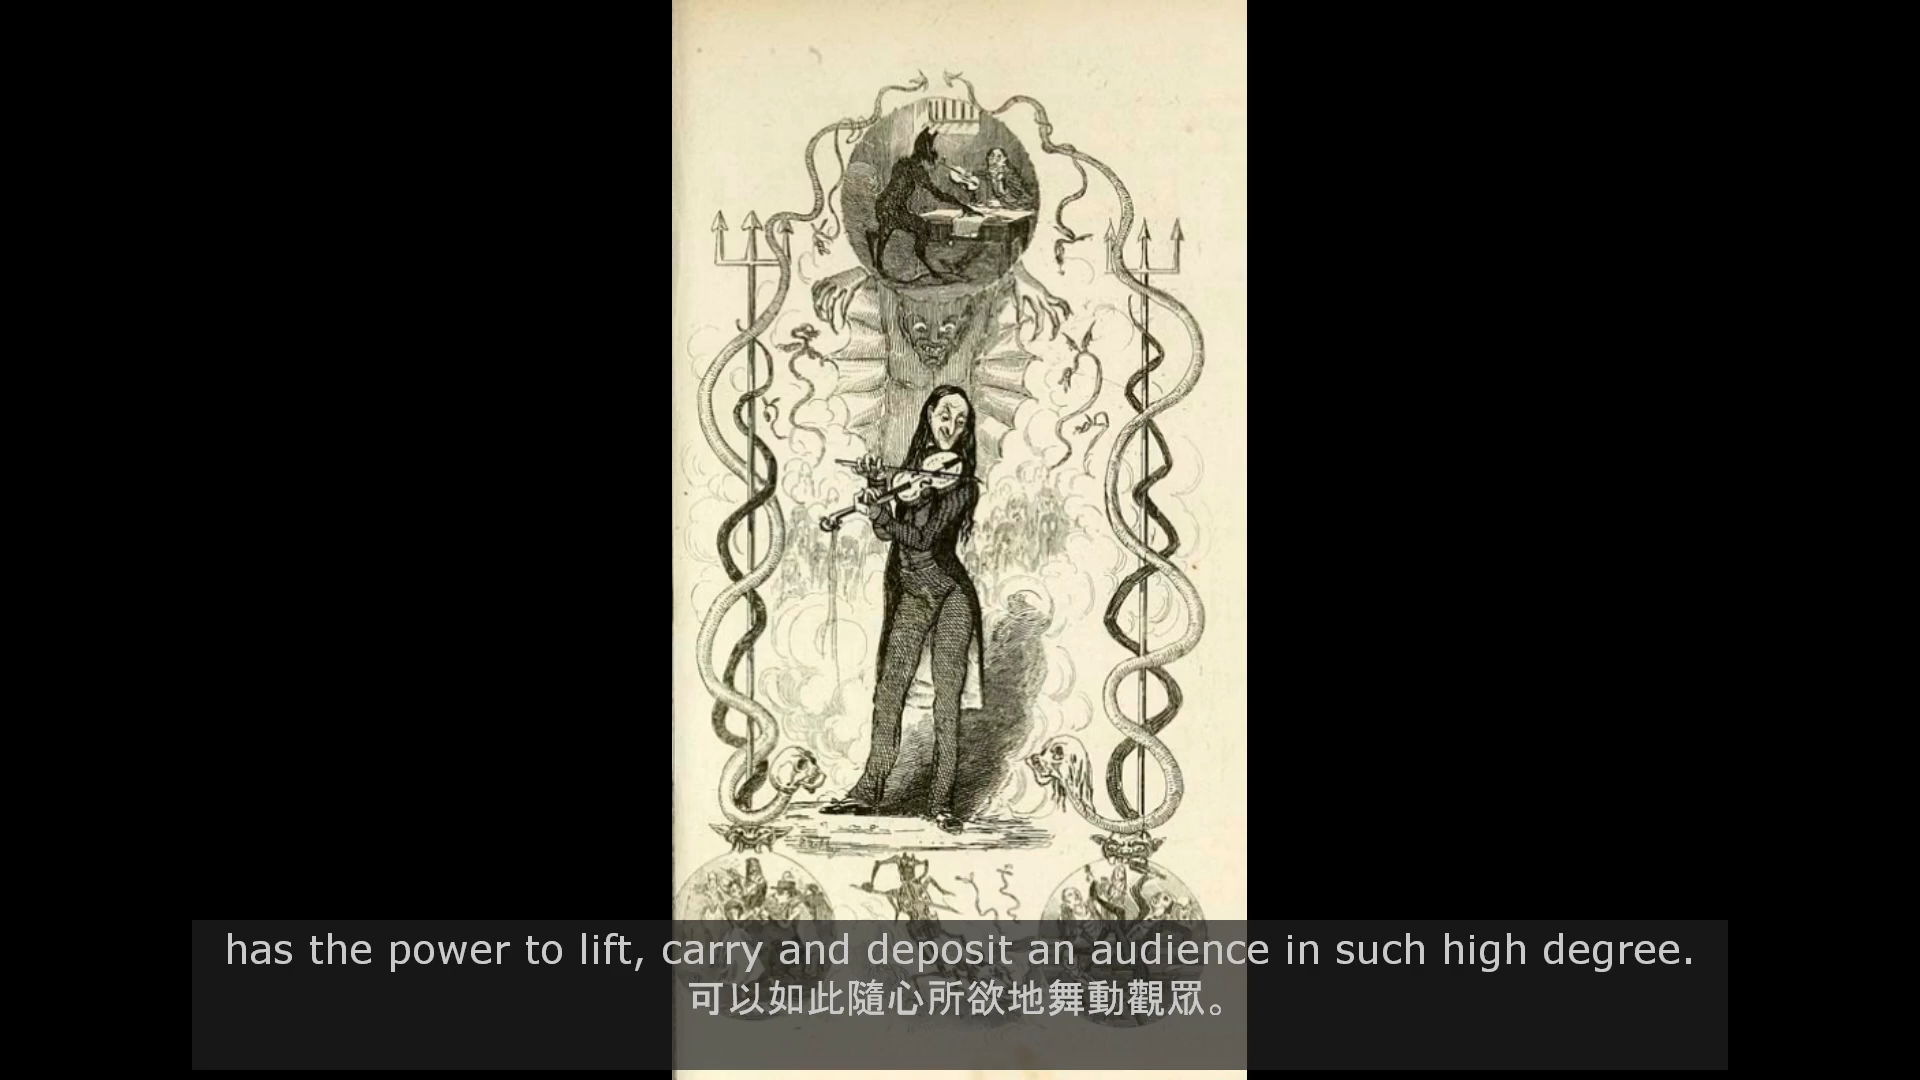 has the power to lift, carry and deposit an audience in such high degree.
可以如此隨心所欲地舞動觀眾。